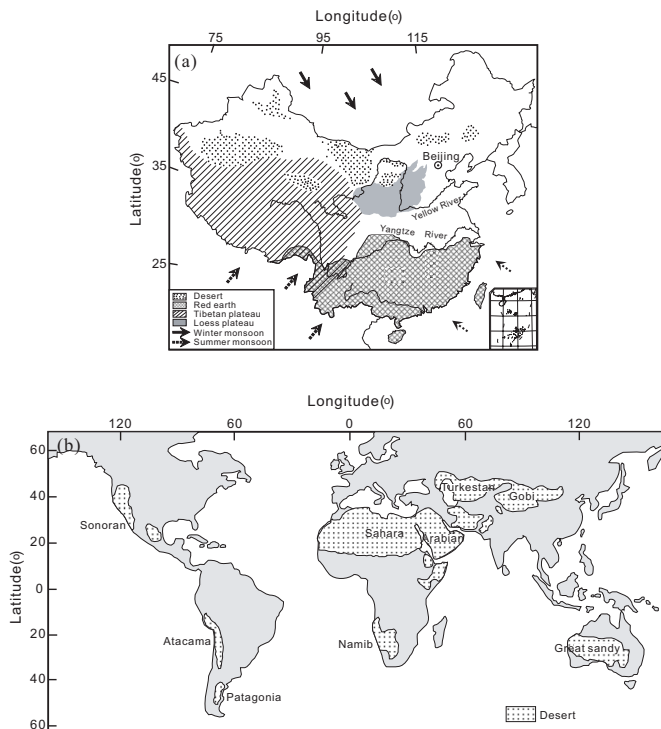 Longitude(o)
75 95 115
(a)
45
35
25
Latitude(o)
Beijing
Yellow River
Yangtze River
Desert
Red earth
Tibetan plateau
Loess plateau
Winter monsoon
Summer monsoon
Longitude(o)
120 60 0 60 120
(b)
60
40
20
0
20
40
60
Latitude(o)
Turkestan
Gobi
Sonoran
Sahara
Arabian
Atacama
Namib
Great sandy
Patagonia
Desert